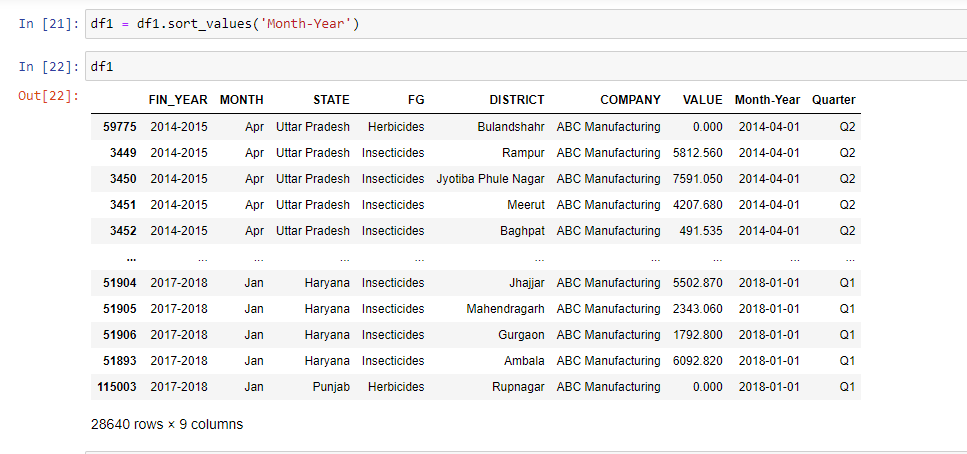 In [21]: df1 = df1.sort_values('Month-Year')
In [22]: df1
Out[22]:
FIN_YEAR MONTH STATE FG DISTRICT COMPANY VALUE Month-Year Quarter
59775 2014-2015 Apr Uttar Pradesh Herbicides Bulandshahr ABC Manufacturing 0.000 2014-04-01 Q2
3449 2014-2015 Apr Uttar Pradesh Insecticides Rampur ABC Manufacturing 5812.560 2014-04-01 Q2
3450 2014-2015 Apr Uttar Pradesh Insecticides Jyotiba Phule Nagar ABC Manufacturing 7591.050 2014-04-01 Q2
3451 2014-2015 Apr Uttar Pradesh Insecticides Meerut ABC Manufacturing 4207.680 2014-04-01 Q2
3452 2014-2015 Apr Uttar Pradesh Insecticides Baghpat ABC Manufacturing 491.535 2014-04-01 Q2
... ... ... ... ... ... ... ... ... ...
51904 2017-2018 Jan Haryana Insecticides Jhajjar ABC Manufacturing 5502.870 2018-01-01 Q1
51905 2017-2018 Jan Haryana Insecticides Mahendragarh ABC Manufacturing 2343.060 2018-01-01 Q1
51906 2017-2018 Jan Haryana Insecticides Gurgaon ABC Manufacturing 1792.800 2018-01-01 Q1
51893 2017-2018 Jan Haryana Insecticides Ambala ABC Manufacturing 6092.820 2018-01-01 Q1
115003 2017-2018 Jan Punjab Herbicides Rupnagar ABC Manufacturing 0.000 2018-01-01 Q1
28640 rows × 9 columns